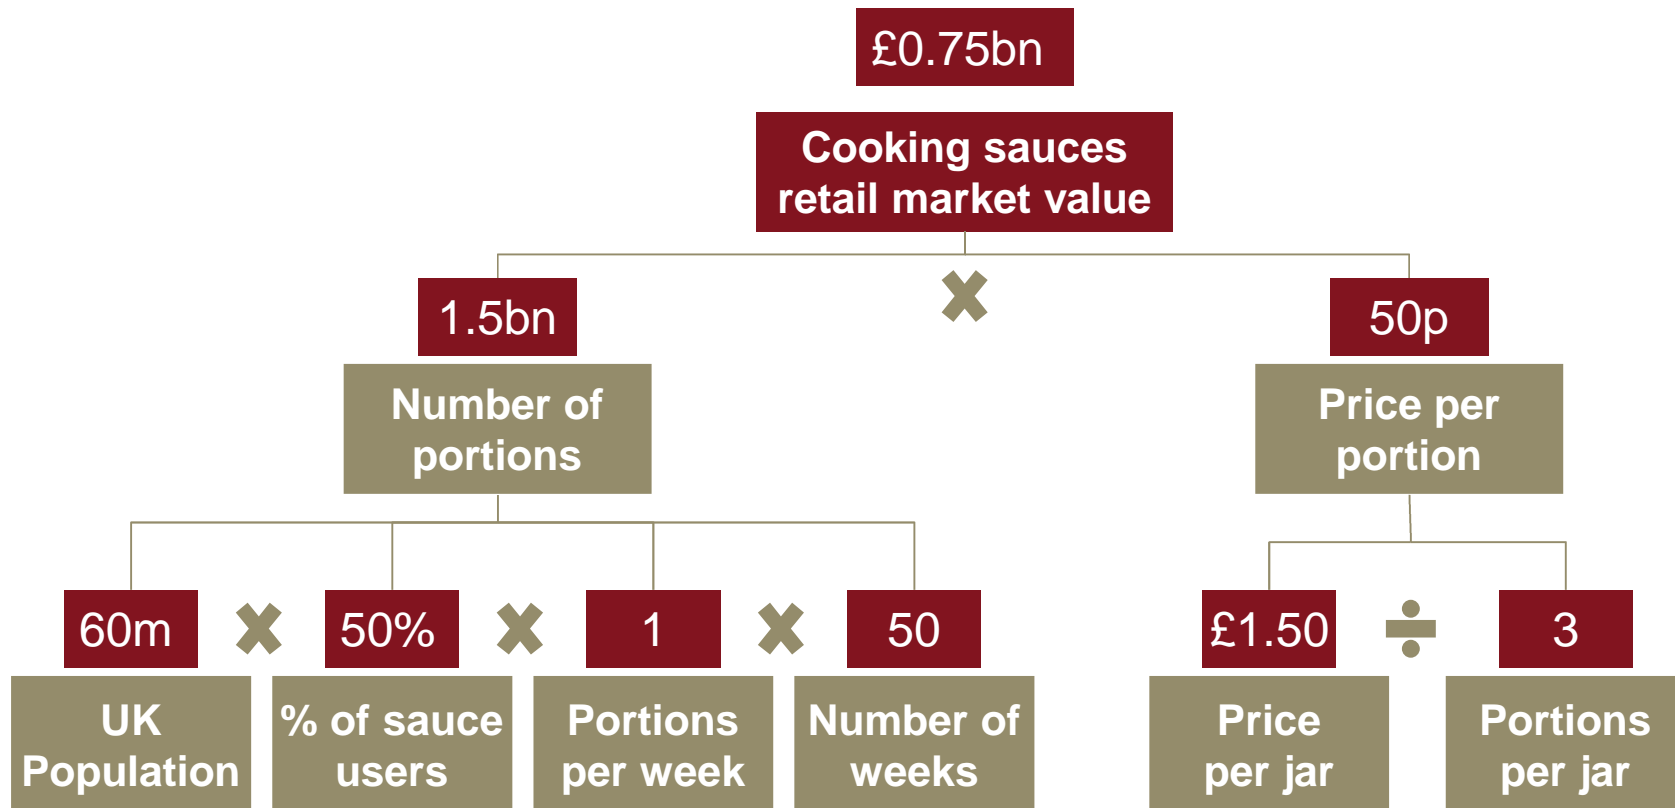 £0.75bn
Cooking sauces
retail market value
1.5bn
Number of
portions
50p
Price per
portion
60m
UK
Population
50%
% of sauce
users
1
Portions
per week
50
Number of
weeks
£1.50
Price
per jar
3
Portions
per jar